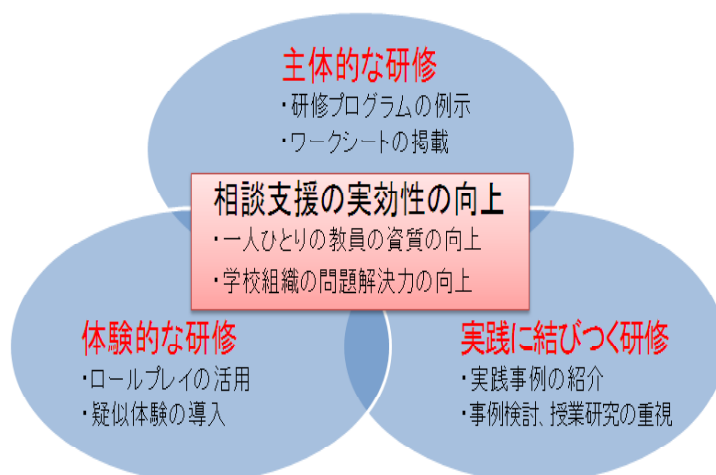 主体的な研修
・研修プログラムの例示
・ワークシートの掲載
相談支援の実効性の向上
・一人ひとりの教員の資質の向上
・学校組織の問題解決力の向上
体験的な研修
・ロールプレイの活用
・疑似体験の導入
実践に結びつく研修
・実践事例の紹介
・事例検討、授業研究の重視